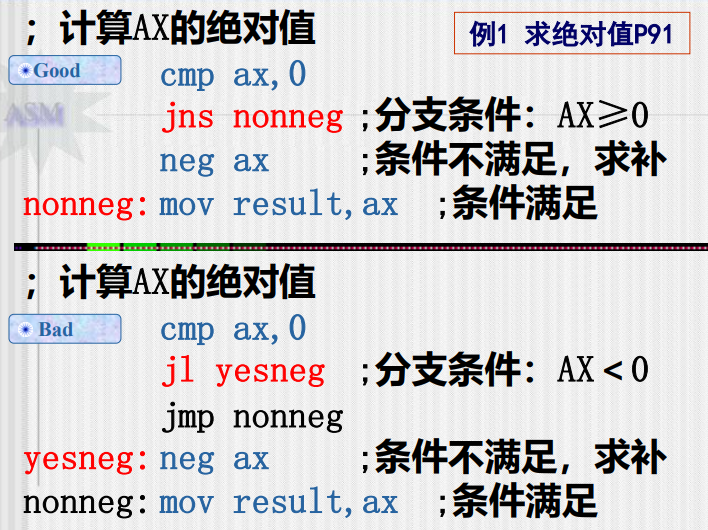 ; 计算AX的绝对值
例1 求绝对值P91
Good
cmp ax,0
ASM
jns nonneg ;分支条件：AX≥0
neg ax ;条件不满足，求补
nonneg: mov result,ax ;条件满足
; 计算AX的绝对值
Bad
cmp ax,0
jl yesneg ;分支条件：AX＜0
jmp nonneg
yesneg: neg ax ;条件不满足，求补
nonneg: mov result,ax ;条件满足